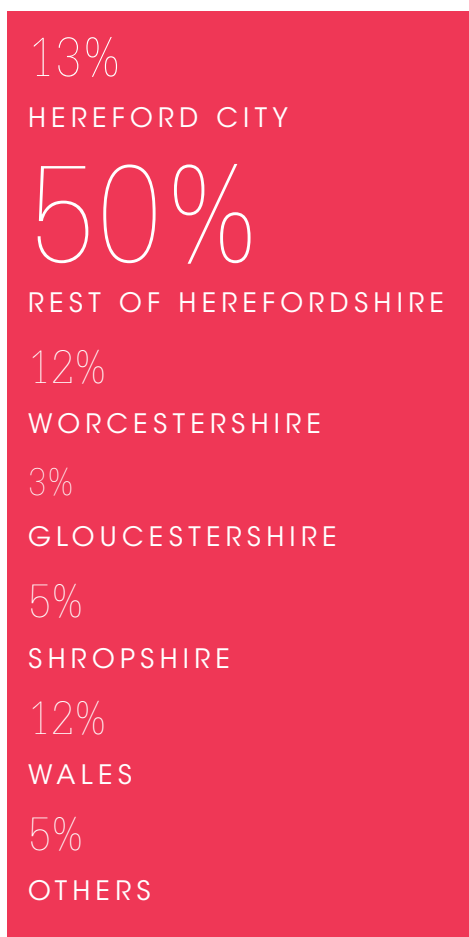 13%
HEREFORD CITY
50%
REST OF HEREFORDSHIRE
12%
WORCESTERSHIRE
3%
GLOUCESTERSHIRE
5%
SHROPSHIRE
12%
WALES
5%
OTHERS